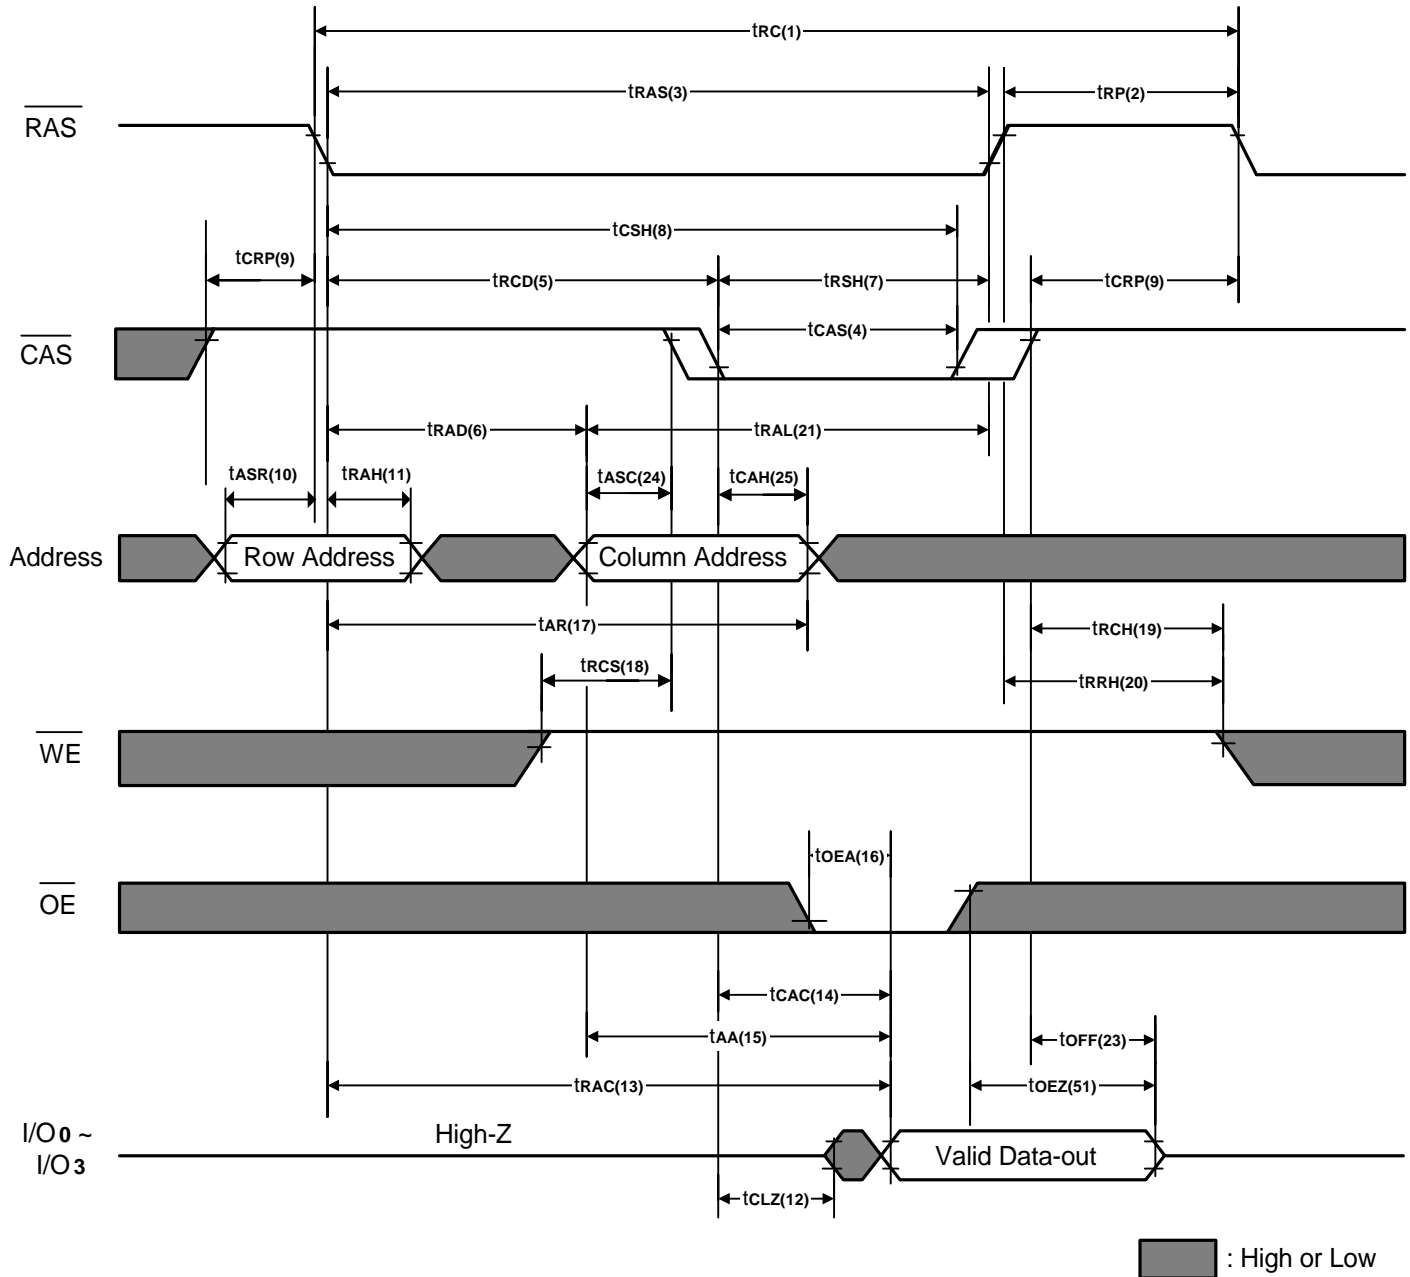 tRC(1)
tRAS(3)
tRP(2)
RAS
tCSH(8)
tCRP(9)
tRCD(5)
tRSH(7)
tCRP(9)
tCAS(4)
CAS
tRAD(6)
tRAL(21)
tASR(10)
tRAH(11)
tASC(24)
tCAH(25)
Address
Row Address
Column Address
tAR(17)
tRCH(19)
tRCS(18)
tRRH(20)
WE
tOEA(16)
OE
tCAC(14)
tAA(15)
tOFF(23)
tRAC(13)
tOEZ(51)
I/O0 ~
I/O3
High-Z
Valid Data-out
tCLZ(12)
: High or Low